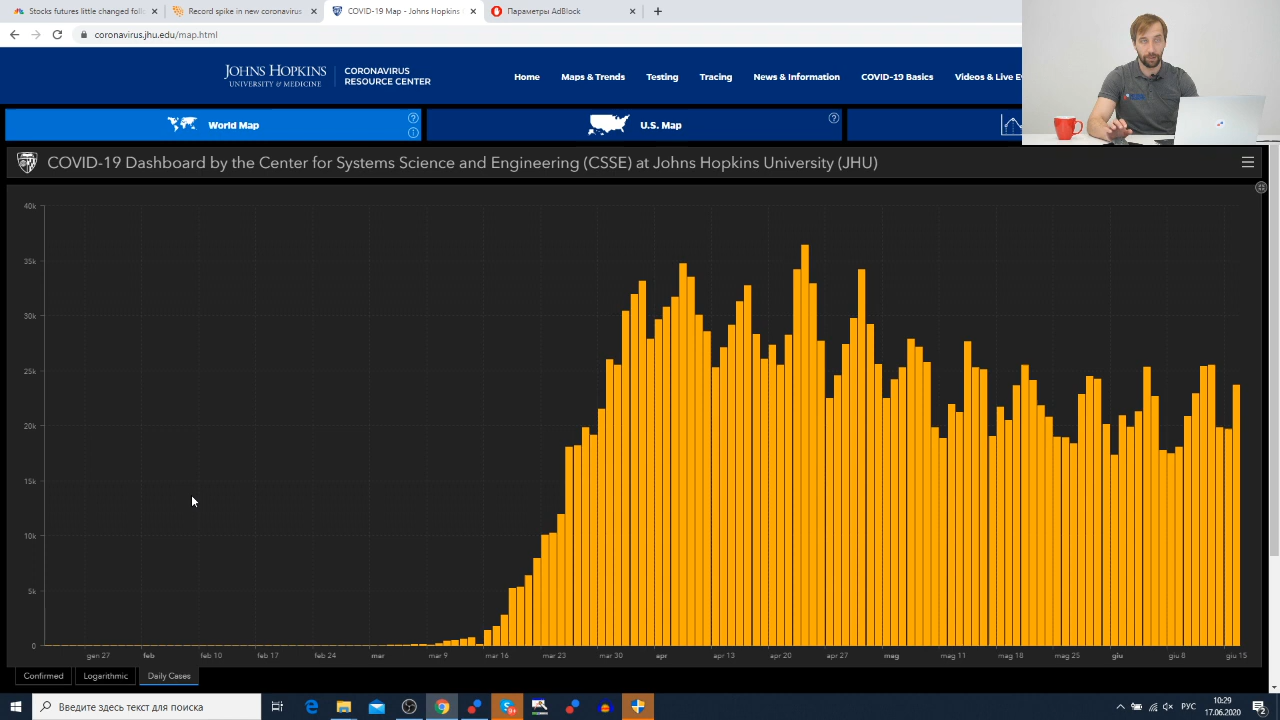 Stocks futures little changed foll
Record spike in new coronavirus
COVID-19 Map - Johns Hopkins
Параметры AdBlock
coronavirus.jhu.edu/map.html
JOHNS HOPKINS
UNIVERSITY & MEDICINE
CORONAVIRUS
RESOURCE CENTER
Home
Maps & Trends
Testing
Tracing
News & Information
COVID-19 Basics
Videos & Live Ev
World Map
U.S. Map
COVID-19 Dashboard by the Center for Systems Science and Engineering (CSSE) at Johns Hopkins University (JHU)
40k
35k
30k
25k
20k
15k
10k
5k
0
gen 27
feb
feb 10
feb 17
feb 24
mar
mar 9
mar 16
mar 23
mar 30
apr
apr 13
apr 20
apr 27
mag
mag 11
mag 18
mag 25
giu
giu 8
giu 15
Confirmed
Logarithmic
Daily Cases
Введите здесь текст для поиска
РУС
10:29
17.06.2020
2